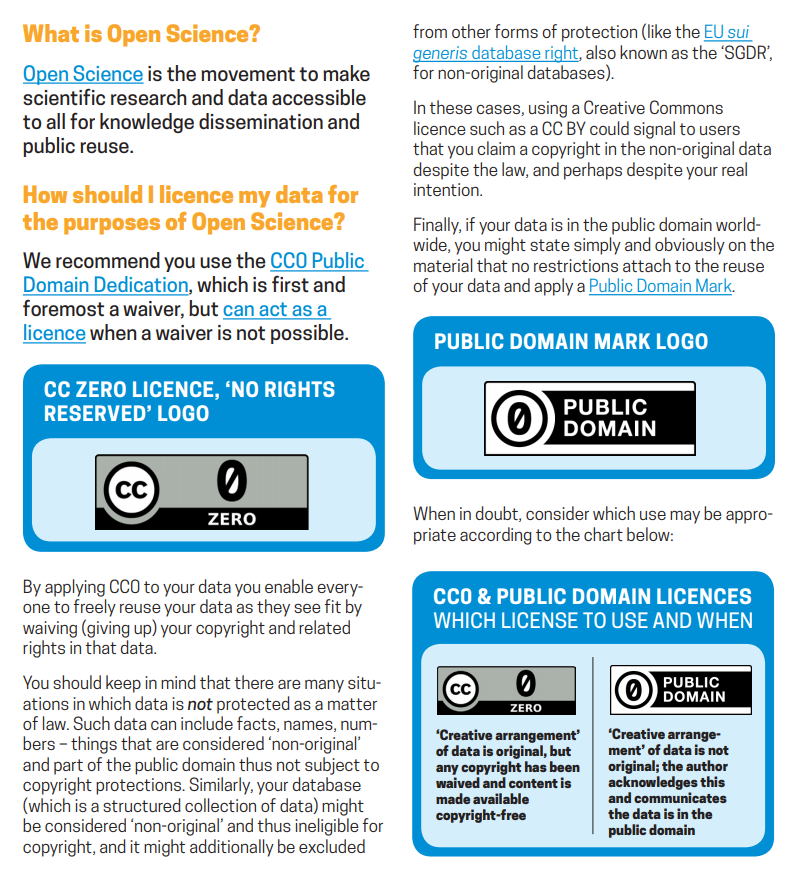 What is Open Science?
Open Science is the movement to make
scientific research and data accessible
to all for knowledge dissemination and
public reuse.
How should I licence my data for
the purposes of Open Science?
We recommend you use the CC0 Public
Domain Dedication, which is first and
foremost a waiver, but can act as a
licence when a waiver is not possible.
CC ZERO LICENCE, ‘NO RIGHTS
RESERVED’ LOGO
CC
0
ZERO
By applying CC0 to your data you enable every-
one to freely reuse your data as they see fit by
waiving (giving up) your copyright and related
rights in that data.
You should keep in mind that there are many situ-
ations in which data is not protected as a matter
of law. Such data can include facts, names, num-
bers – things that are considered ‘non-original’
and part of the public domain thus not subject to
copyright protections. Similarly, your database
(which is a structured collection of data) might
be considered ‘non-original’ and thus ineligible for
copyright, and it might additionally be excluded
from other forms of protection (like the EU sui
generis database right, also known as the ‘SGDR’,
for non-original databases).
In these cases, using a Creative Commons
licence such as a CC BY could signal to users
that you claim a copyright in the non-original data
despite the law, and perhaps despite your real
intention.
Finally, if your data is in the public domain world-
wide, you might state simply and obviously on the
material that no restrictions attach to the reuse
of your data and apply a Public Domain Mark.
PUBLIC DOMAIN MARK LOGO
0
PUBLIC
DOMAIN
When in doubt, consider which use may be appro-
priate according to the chart below:
CC0 & PUBLIC DOMAIN LICENCES
WHICH LICENSE TO USE AND WHEN
CC
0
ZERO
‘Creative arrangement’
of data is original, but
any copyright has been
waived and content is
made available
copyright-free
0
PUBLIC
DOMAIN
‘Creative arrange-
ment’ of data is not
original; the author
acknowledges this
and communicates
the data is in the
public domain